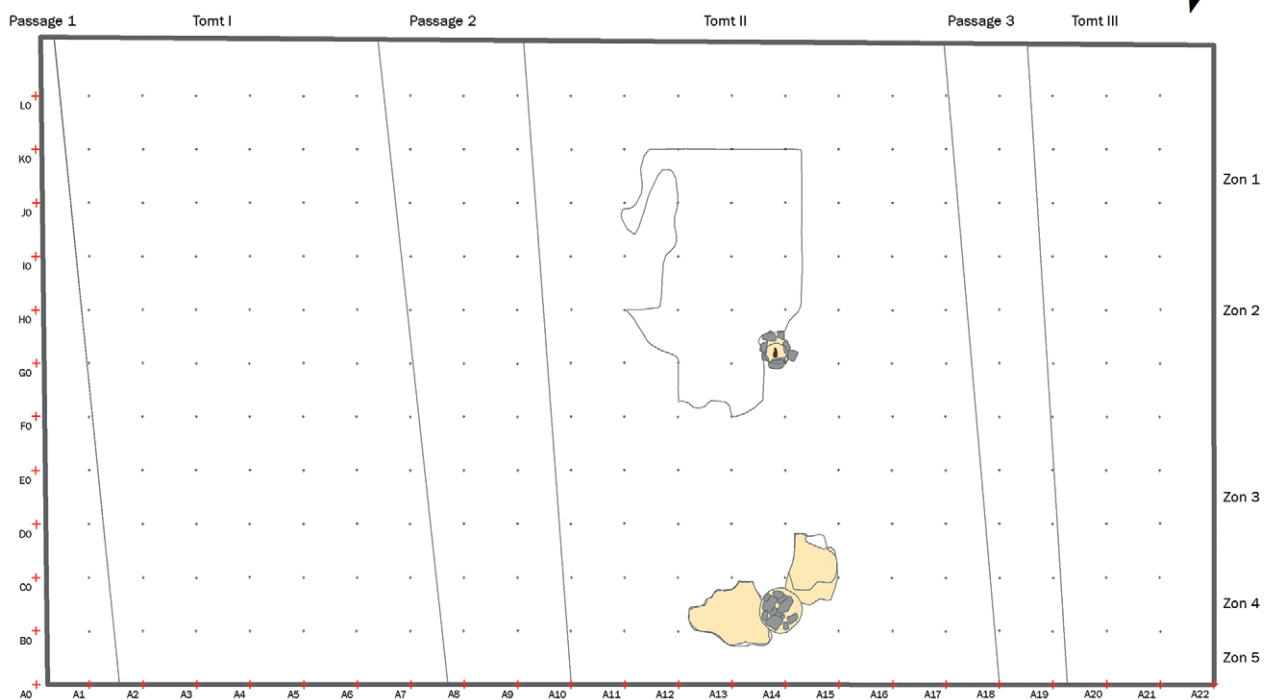 Passage 1 Tomt I Passage 2 Tomt II Passage 3 Tomt III
L0
K0
Zon 1
J0
I0
Zon 2
H0
G0
F0
E0
Zon 3
D0
C0
Zon 4
B0
Zon 5
A0 A1 A2 A3 A4 A5 A6 A7 A8 A9 A10 A11 A12 A13 A14 A15 A16 A17 A18 A19 A20 A21 A22